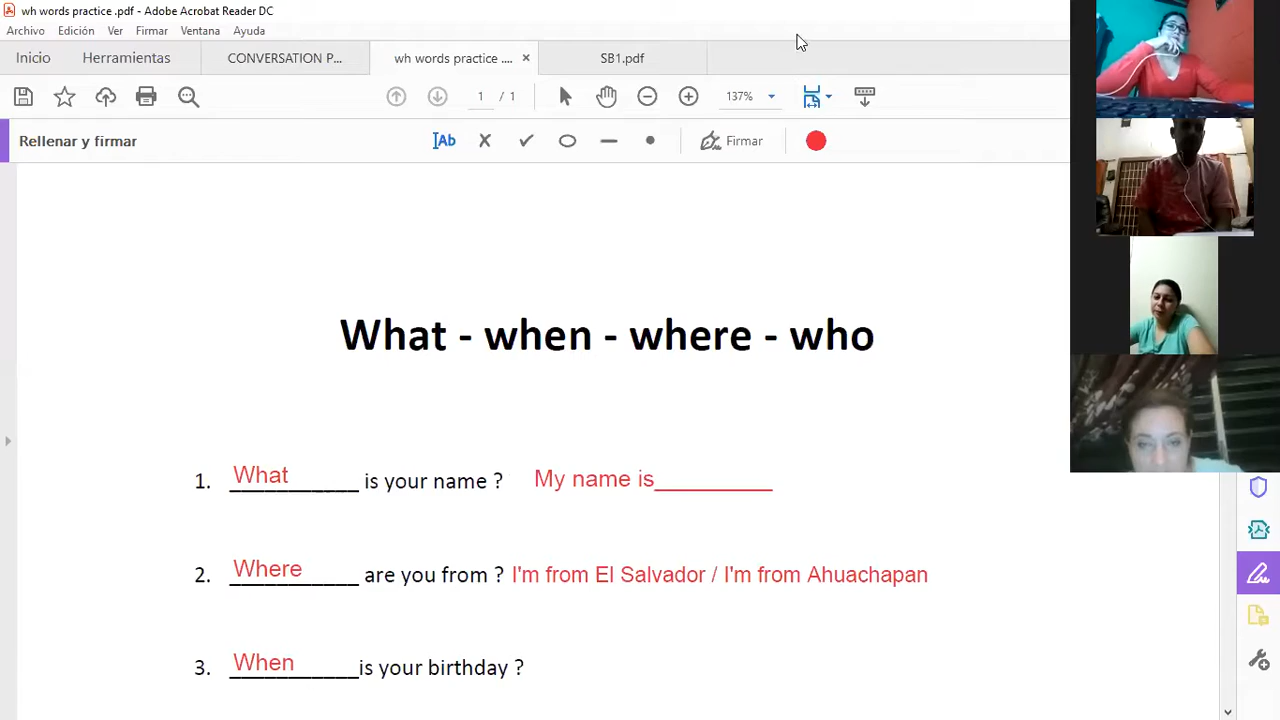 wh words practice .pdf - Adobe Acrobat Reader DC
Archivo Edición Ver Firmar Ventana Ayuda
Inicio Herramientas CONVERSATION P... wh words practice .... × SB1.pdf
1 / 1 137%
Rellenar y firmar Ab Firmar
What - when - where - who
1. What is your name ? My name is__________
2. Where are you from ? I'm from El Salvador / I'm from Ahuachapan
3. When is your birthday ?